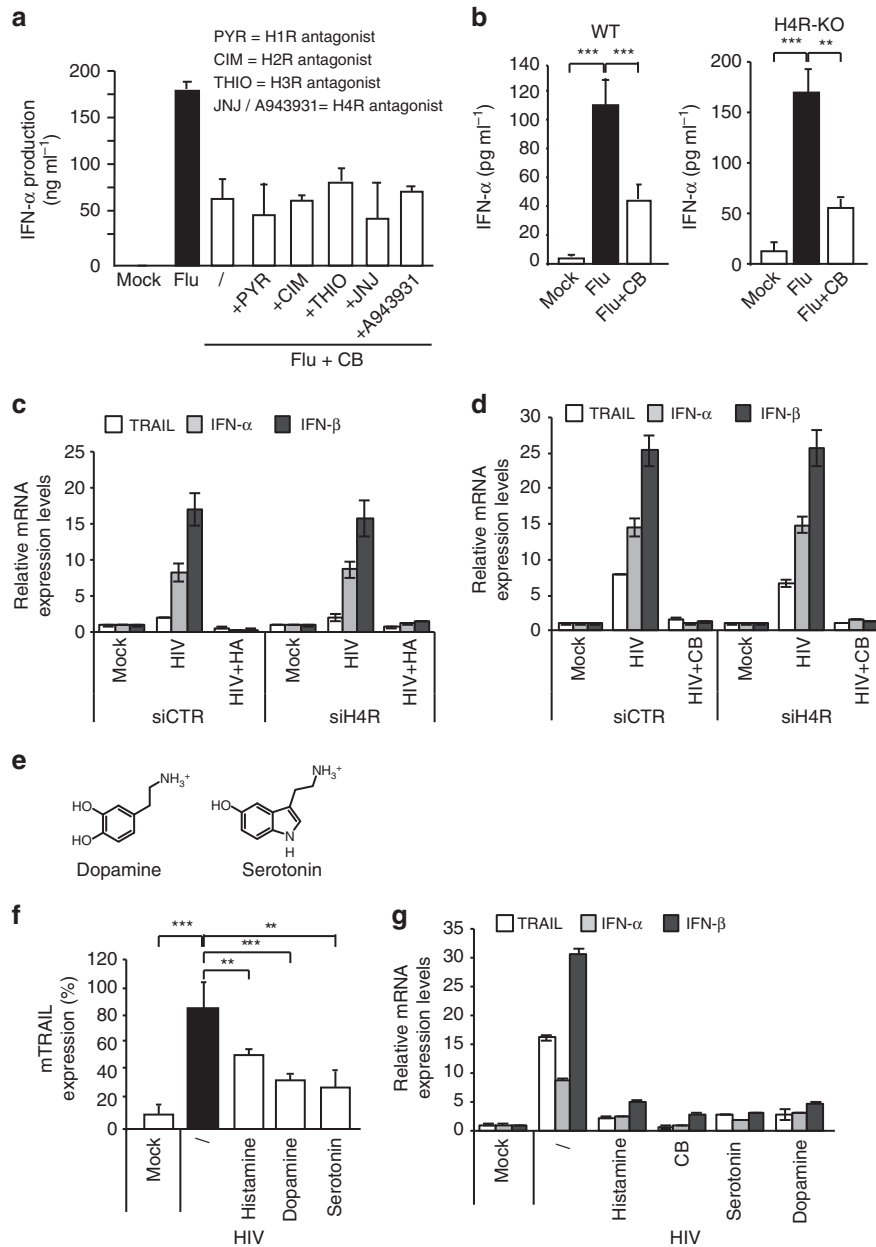 a
PYR = H1R antagonist
CIM = H2R antagonist
THIO = H3R antagonist
JNJ / A943931= H4R antagonist
IFN-α production
(ng ml⁻¹)
200
150
100
50
0
Mock
Flu
/
+PYR
+CIM
+THIO
+JNJ
+A943931
Flu + CB
b
WT
*** ***
IFN-α (pg ml⁻¹)
140
120
100
80
60
40
20
0
Mock
Flu
Flu+CB
H4R-KO
*** **
IFN-α (pg ml⁻¹)
200
150
100
50
0
Mock
Flu
Flu+CB
c
TRAIL IFN-α IFN-β
Relative mRNA
expression levels
25
20
15
10
5
0
Mock
HIV
HIV+HA
Mock
HIV
HIV+HA
siCTR siH4R
d
TRAIL IFN-α IFN-β
Relative mRNA
expression levels
30
25
20
15
10
5
0
Mock
HIV
HIV+CB
Mock
HIV
HIV+CB
siCTR siH4R
e
HO
HO
NH₃⁺
Dopamine
HO
NH₃⁺
N
H
Serotonin
f
*** **
***
**
mTRAIL
expression (%)
100
80
60
40
20
0
Mock
/
Histamine
Dopamine
Serotonin
HIV
g
TRAIL IFN-α IFN-β
Relative mRNA
expression levels
35
30
25
20
15
10
5
0
Mock
/
Histamine
CB
Serotonin
Dopamine
HIV